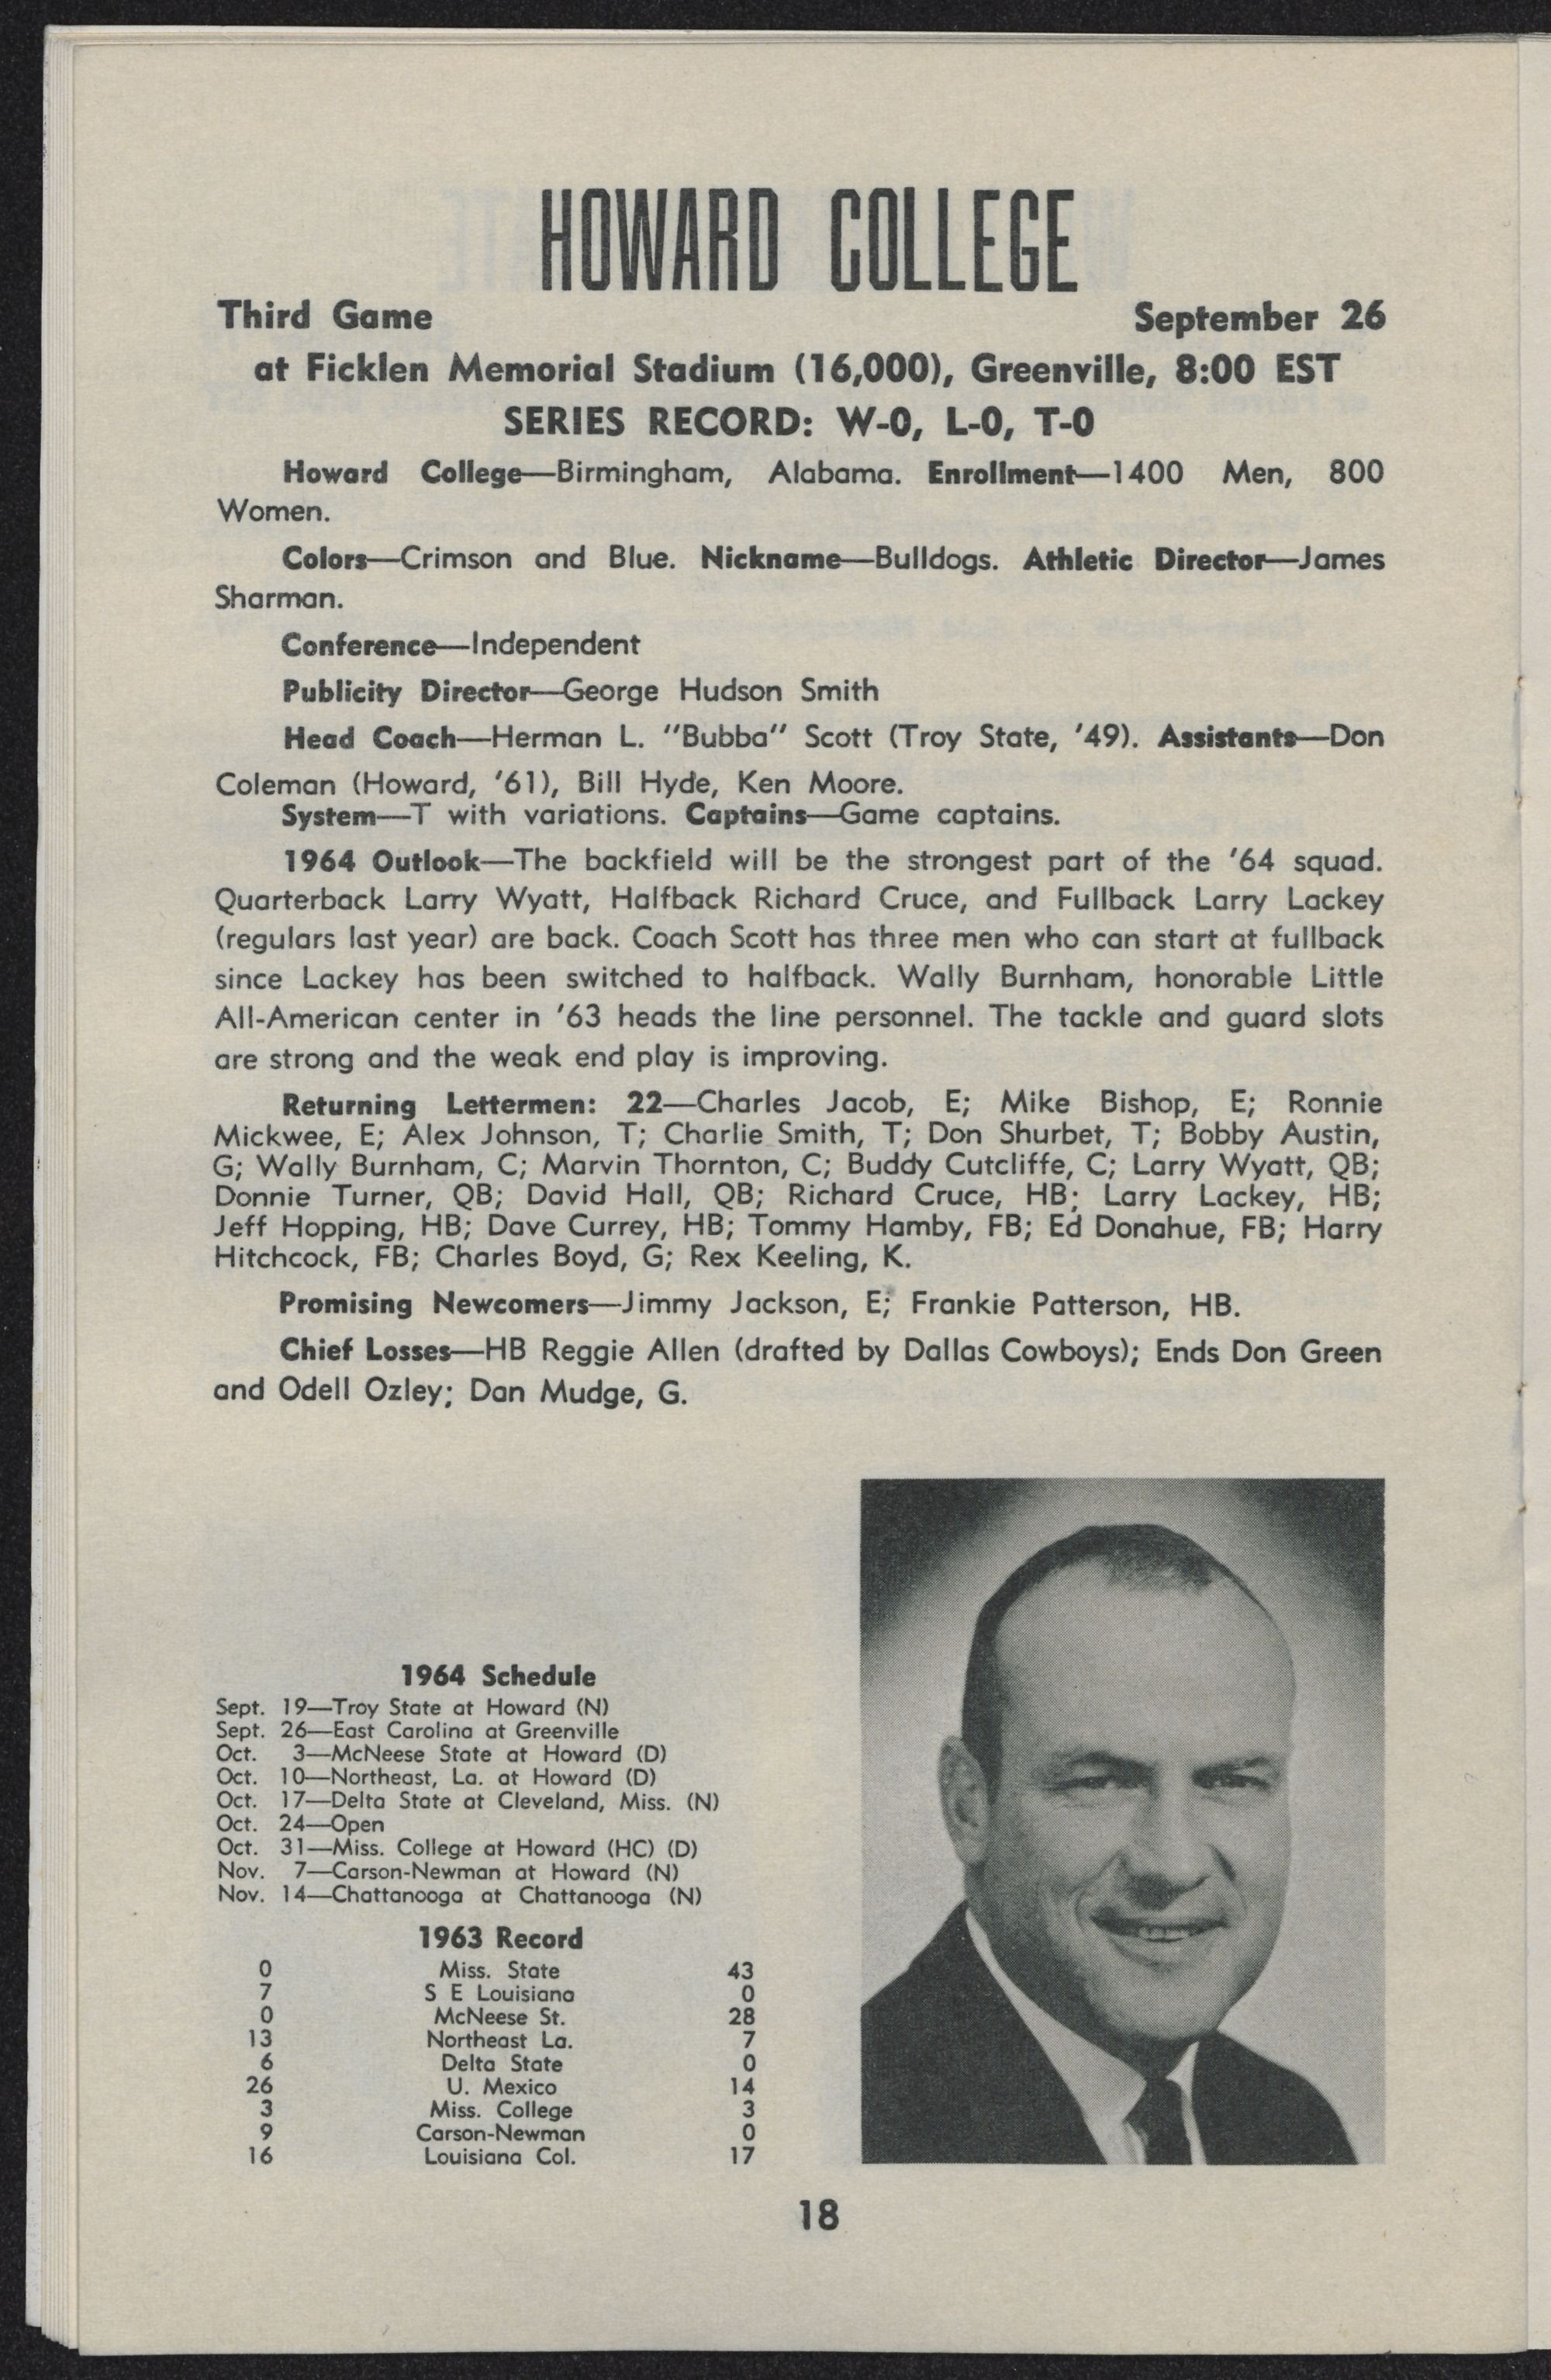 HOWARD COLLEGE
Third Game September 26
at Ficklen Memorial Stadium (16,000), Greenville, 8:00 EST
SERIES RECORD: W-0, L-0, T-0
Howard College—Birmingham, Alabama. Enrollment—1400 Men, 800
Women.
Colors—Crimson and Blue. Nickname—Bulldogs. Athletic Director—James
Sharman.
Conference—Independent
Publicity Director—George Hudson Smith
Head Coach—Herman L. "Bubba" Scott (Troy State, '49). Assistants—Don
Coleman (Howard, '61), Bill Hyde, Ken Moore.
System—T with variations. Captains—Game captains.
1964 Outlook—The backfield will be the strongest part of the '64 squad.
Quarterback Larry Wyatt, Halfback Richard Cruce, and Fullback Larry Lackey
(regulars last year) are back. Coach Scott has three men who can start at fullback
since Lackey has been switched to halfback. Wally Burnham, honorable Little
All-American center in '63 heads the line personnel. The tackle and guard slots
are strong and the weak end play is improving.
Returning Lettermen: 22—Charles Jacob, E; Mike Bishop, E; Ronnie
Mickwee, E; Alex Johnson, T; Charlie Smith, T; Don Shurbet, T; Bobby Austin,
G; Wally Burnham, C; Marvin Thornton, C; Buddy Cutcliffe, C; Larry Wyatt, QB;
Donnie Turner, QB; David Hall, QB; Richard Cruce, HB; Larry Lackey, HB;
Jeff Hopping, HB; Dave Currey, HB; Tommy Hamby, FB; Ed Donahue, FB; Harry
Hitchcock, FB; Charles Boyd, G; Rex Keeling, K.
Promising Newcomers—Jimmy Jackson, E; Frankie Patterson, HB.
Chief Losses—HB Reggie Allen (drafted by Dallas Cowboys); Ends Don Green
and Odell Ozley; Dan Mudge, G.
1964 Schedule
Sept. 19—Troy State at Howard (N)
Sept. 26—East Carolina at Greenville
Oct. 3—McNeese State at Howard (D)
Oct. 10—Northeast, La. at Howard (D)
Oct. 17—Delta State at Cleveland, Miss. (N)
Oct. 24—Open
Oct. 31—Miss. College at Howard (HC) (D)
Nov. 7—Carson-Newman at Howard (N)
Nov. 14—Chattanooga at Chattanooga (N)
1963 Record
0 Miss. State 43
7 S E Louisiana 0
0 McNeese St. 28
13 Northeast La. 7
6 Delta State 0
26 U. Mexico 14
3 Miss. College 3
9 Carson-Newman 0
16 Louisiana Col. 17
18